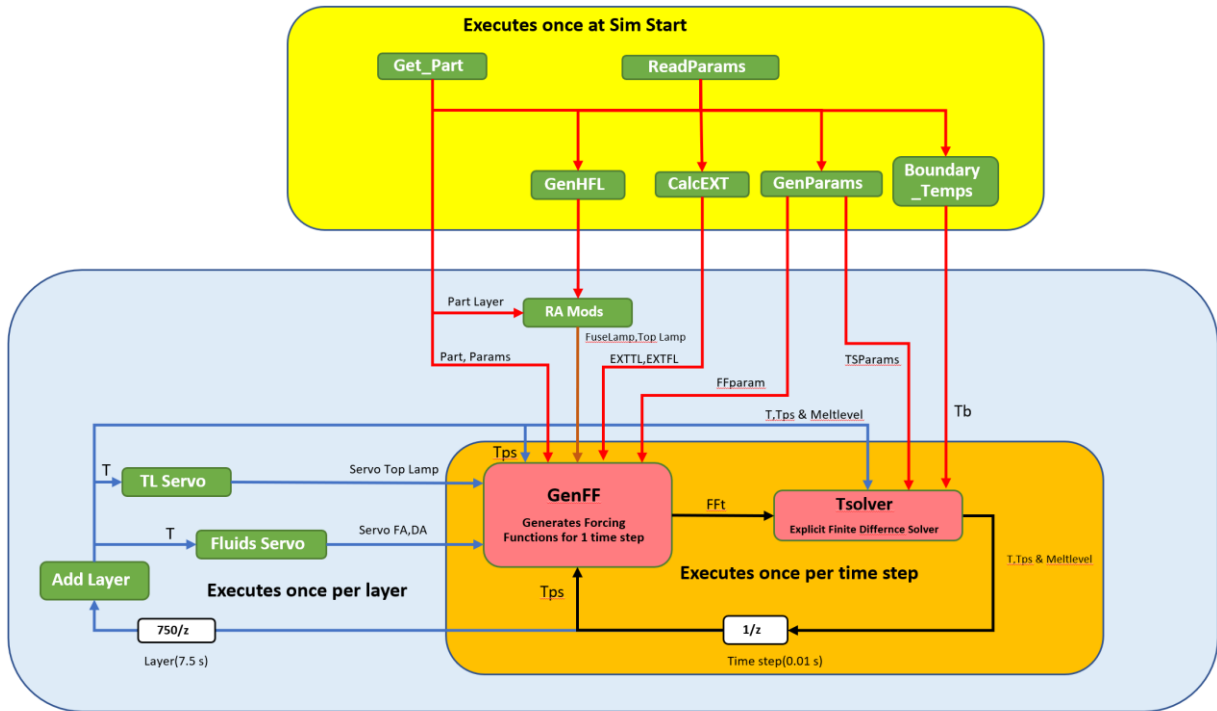 Executes once at Sim Start
Get_Part
ReadParams
GenHFL
CalcEXT
GenParams
Boundary
_Temps
Part Layer
RA Mods
FuseLamp,Top Lamp
Part, Params
EXTTL,EXTFL
FFparam
TSParams
Tb
T,Tps & Meltlevel
Tps
T
TL Servo
Servo Top Lamp
GenFF
Generates Forcing
Functions for 1 time step
FFt
Tsolver
Explicit Finite Differnce Solver
T
Fluids Servo
Servo FA,DA
T,Tps & Meltlevel
Add Layer
Executes once per layer
Tps
Executes once per time step
750/z
1/z
Layer(7.5 s)
Time step(0.01 s)